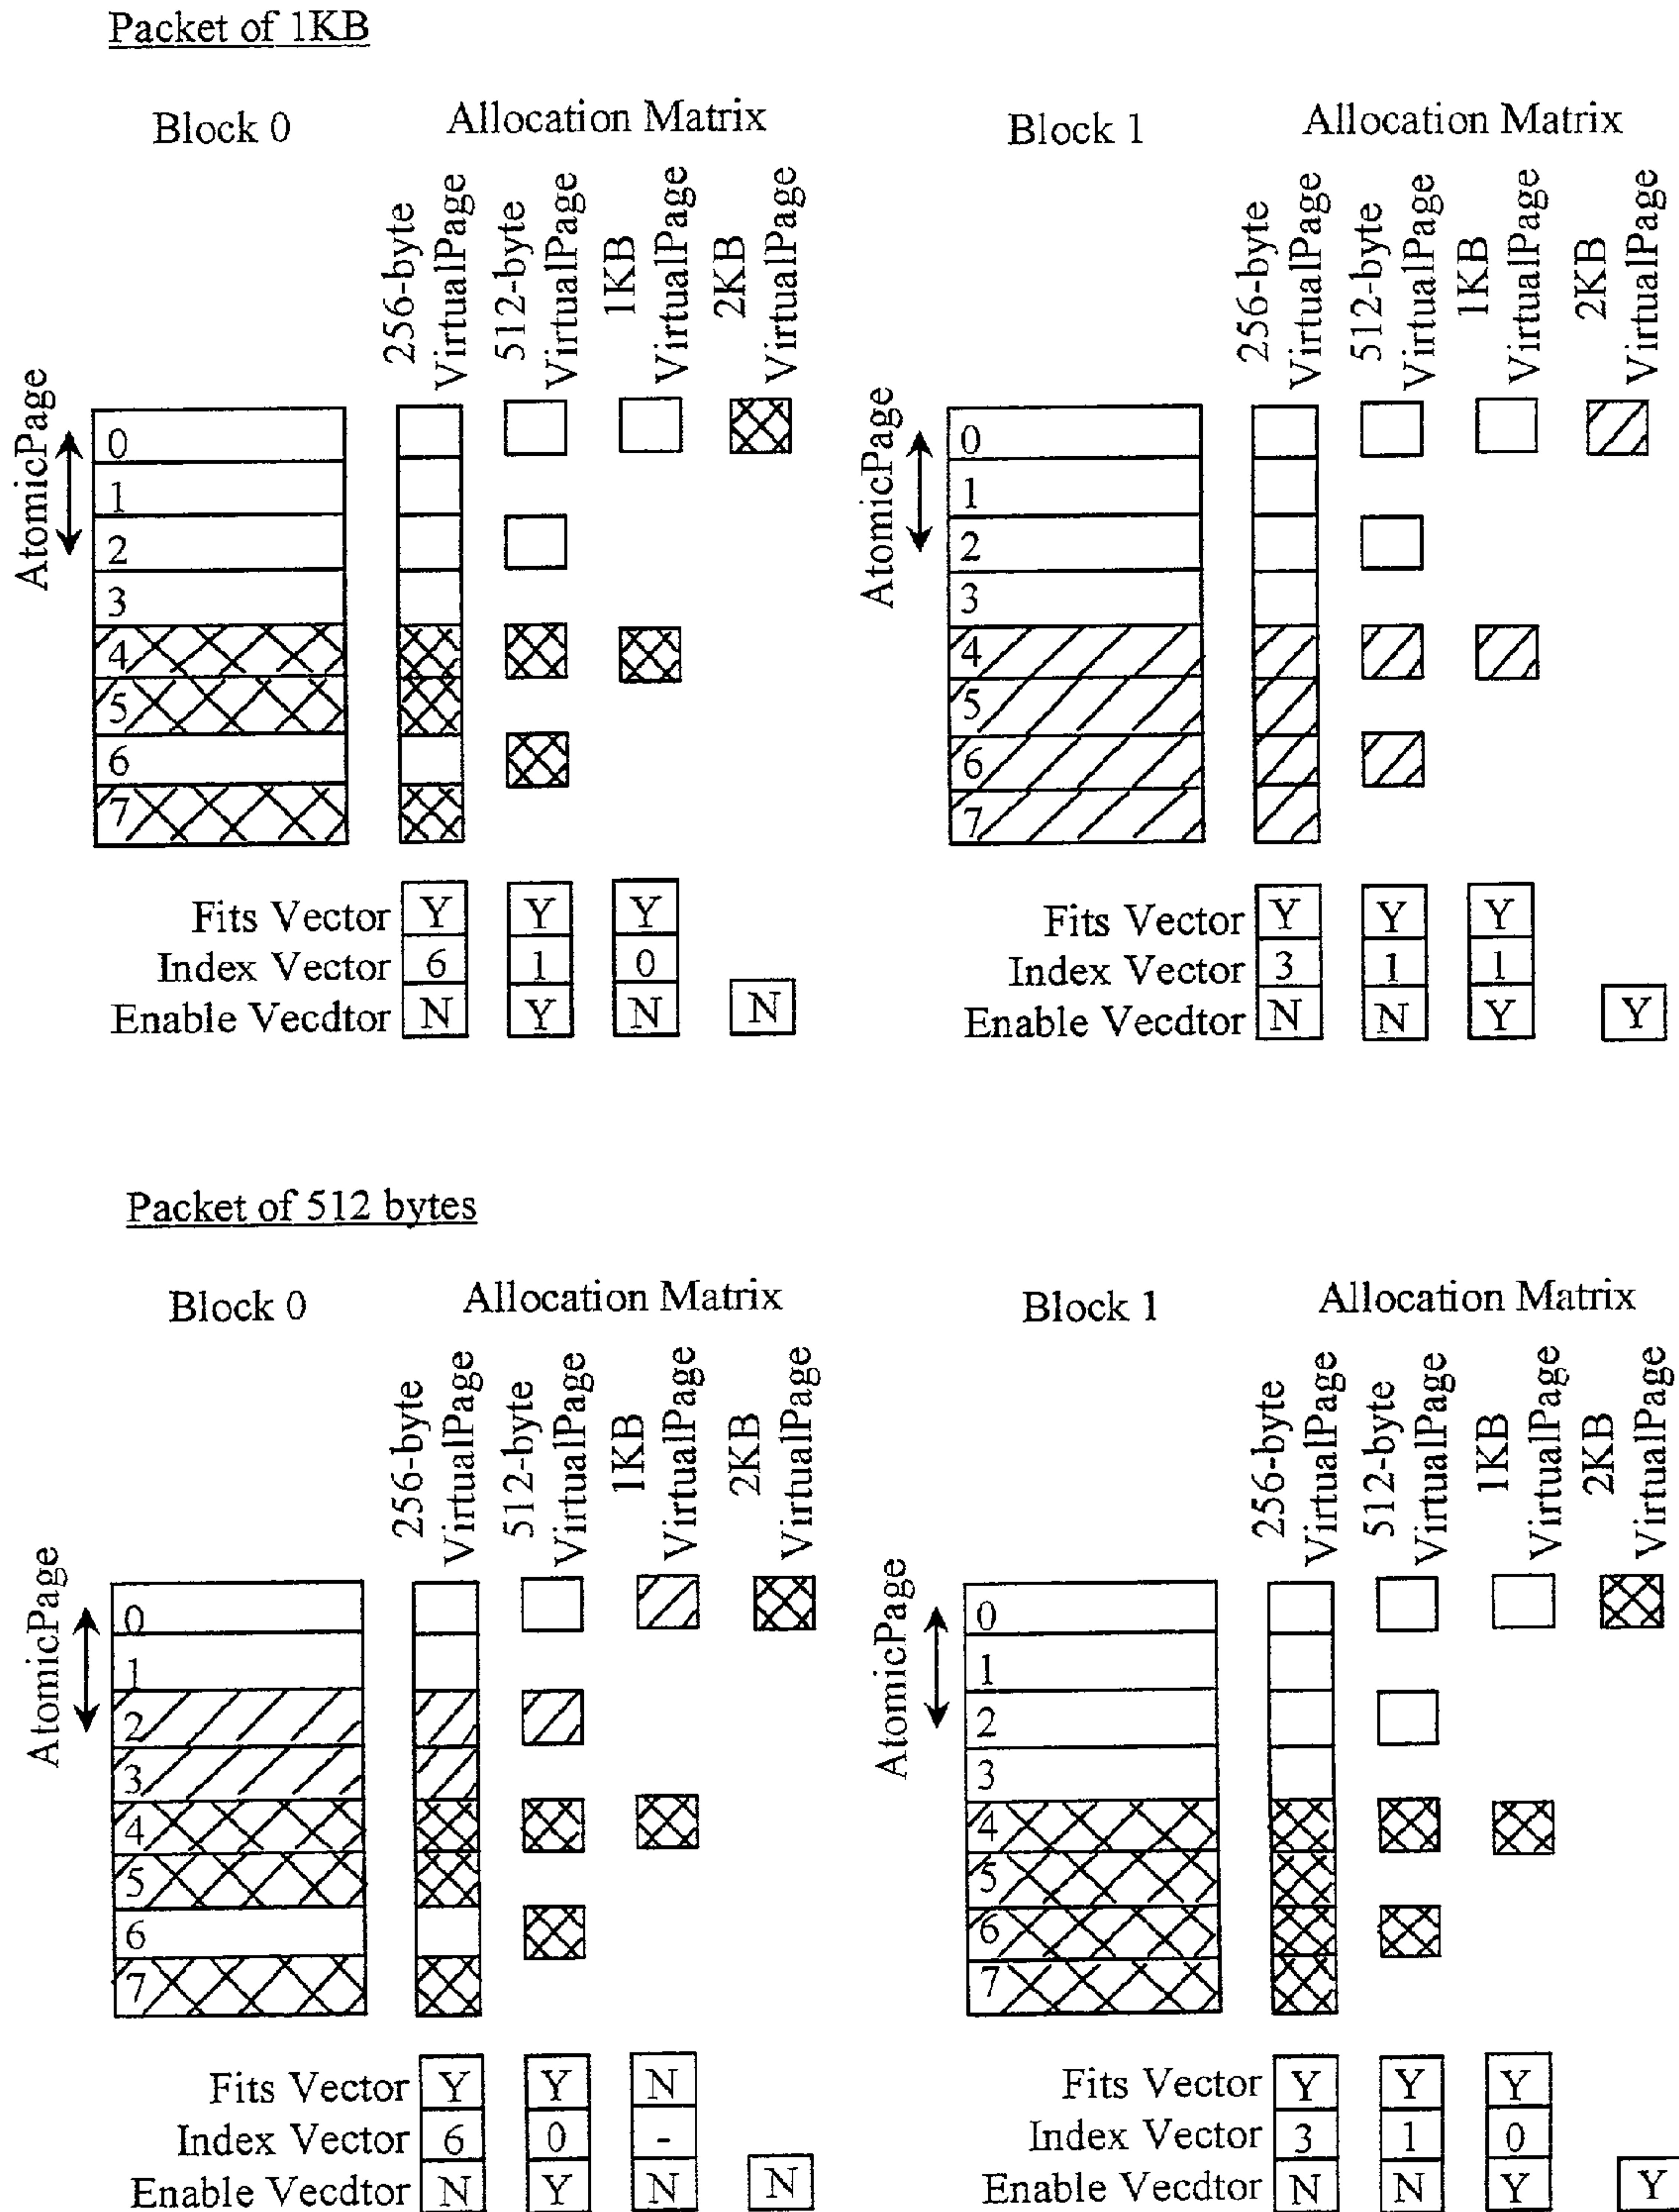 Packet of 1KB
Block 0
Allocation Matrix
Block 1
Allocation Matrix
256-byte
VirtualPage
512-byte
VirtualPage
1KB
VirtualPage
2KB
VirtualPage
256-byte
VirtualPage
512-byte
VirtualPage
1KB
VirtualPage
2KB
VirtualPage
AtomicPage
0
1
2
3
4
5
6
7
AtomicPage
0
1
2
3
4
5
6
7
Fits Vector Y Y Y
Index Vector 6 1 0
Enable Vecdtor N Y N N
Fits Vector Y Y Y
Index Vector 3 1 1
Enable Vecdtor N N Y Y
Packet of 512 bytes
Block 0
Allocation Matrix
Block 1
Allocation Matrix
256-byte
VirtualPage
512-byte
VirtualPage
1KB
VirtualPage
2KB
VirtualPage
256-byte
VirtualPage
512-byte
VirtualPage
1KB
VirtualPage
2KB
VirtualPage
AtomicPage
0
1
2
3
4
5
6
7
AtomicPage
0
1
2
3
4
5
6
7
Fits Vector Y Y N
Index Vector 6 0 -
Enable Vecdtor N Y N N
Fits Vector Y Y Y
Index Vector 3 1 0
Enable Vecdtor N N Y Y